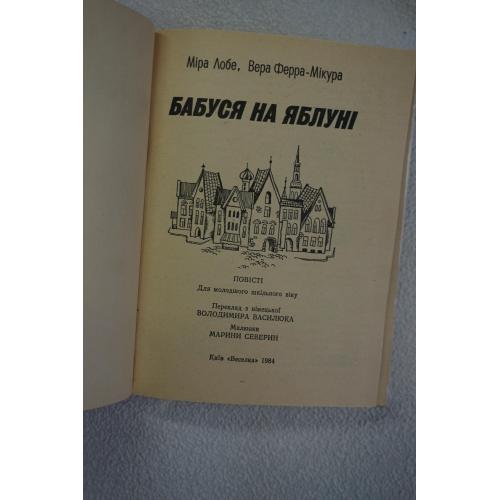 Міра Лобе, Вера Ферра-Мікура
БАБУСЯ НА ЯБЛУНІ
ПОВІСТІ
Для молодшого шкільного віку
Переклад з німецької
ВОЛОДИМИРА ВАСИЛЮКА
Малюнки
МАРИНИ СЕВЕРИН
Київ «Веселка» 1984